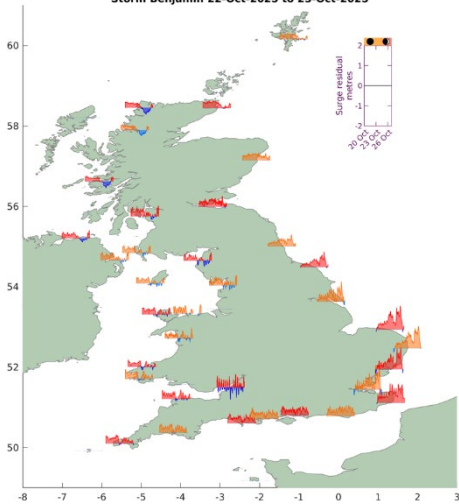 Storm Benjamin 22-Oct-2025 to 25-Oct-2025
60
58
56
54
52
50
-8 -7 -6 -5 -4 -3 -2 -1 0 1 2 3
Surge residual
metres
2
1
0
-1
-2
20 Oct
23 Oct
26 Oct